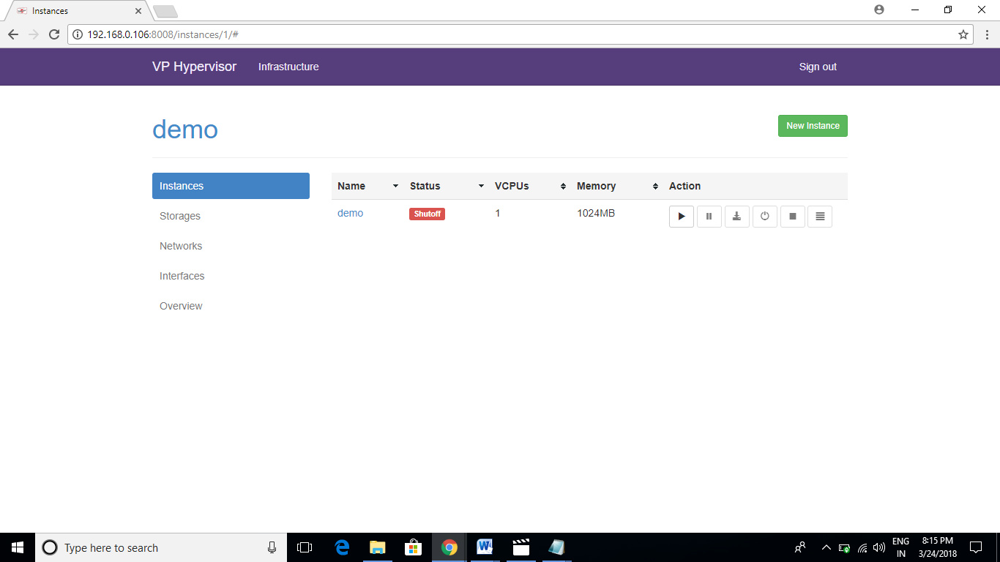 Instances
192.168.0.106:8008/instances/1/#
VP Hypervisor Infrastructure Sign out
demo New Instance
Instances
Storages
Networks
Interfaces
Overview
Name Status VCPUs Memory Action
demo Shutoff 1 1024MB
Type here to search
ENG
IN
8:15 PM
3/24/2018